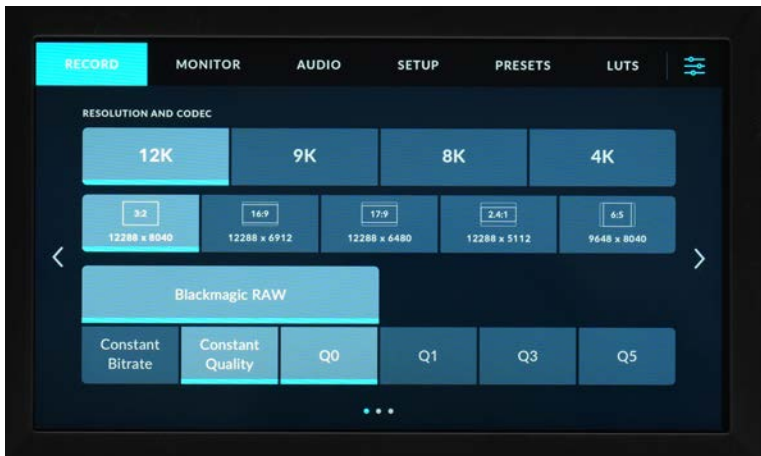 RECORD MONITOR AUDIO SETUP PRESETS LUTS
RESOLUTION AND CODEC
12K 9K 8K 4K
3:2 16:9 17:9 2.4:1 6:5
12288 x 8040 12288 x 6912 12288 x 6480 12288 x 5112 9648 x 8040
Blackmagic RAW
Constant Bitrate Constant Quality Q0 Q1 Q3 Q5